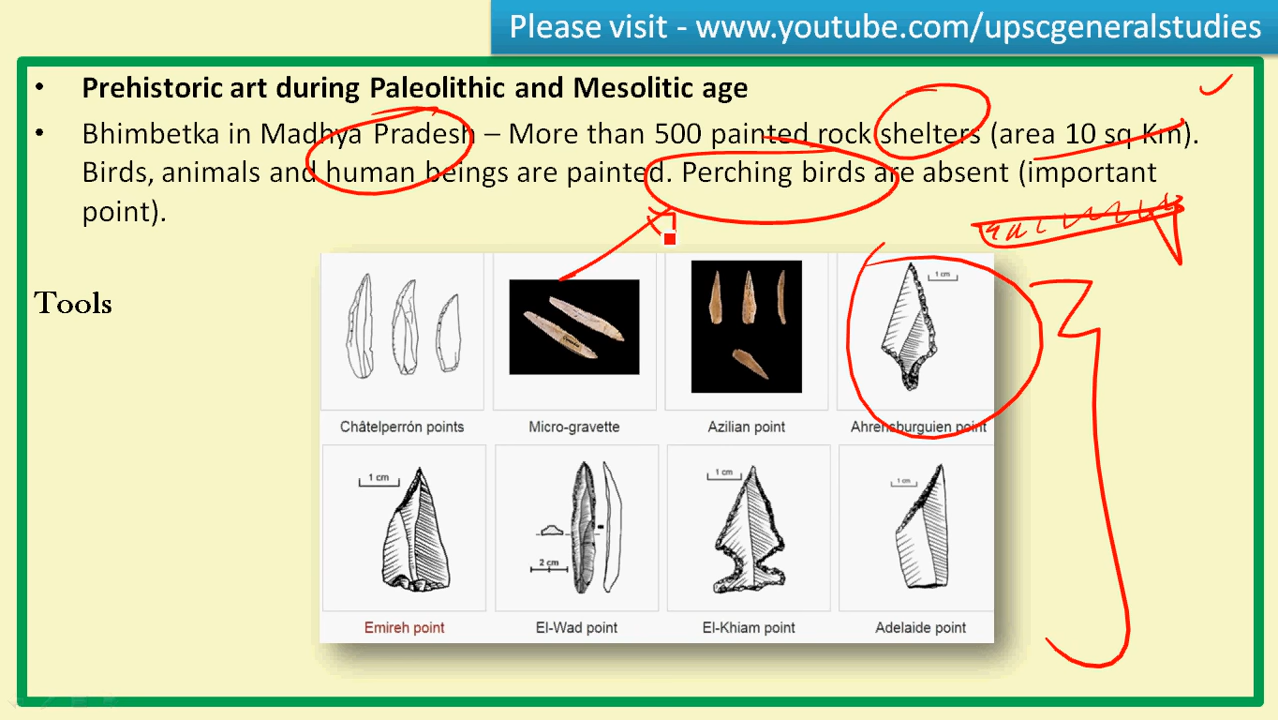 Please visit - www.youtube.com/upscgeneralstudies
• Prehistoric art during Paleolithic and Mesolitic age
• Bhimbetka in Madhya Pradesh – More than 500 painted rock shelters (area 10 sq Km).
Birds, animals and human beings are painted. Perching birds are absent (important
point).
Tools
1 cm
Châtelperrón points
Micro-gravette
Azilian point
Ahrensburguien point
1 cm
2 cm
1 cm
1 cm
Emireh point
El-Wad point
El-Khiam point
Adelaide point